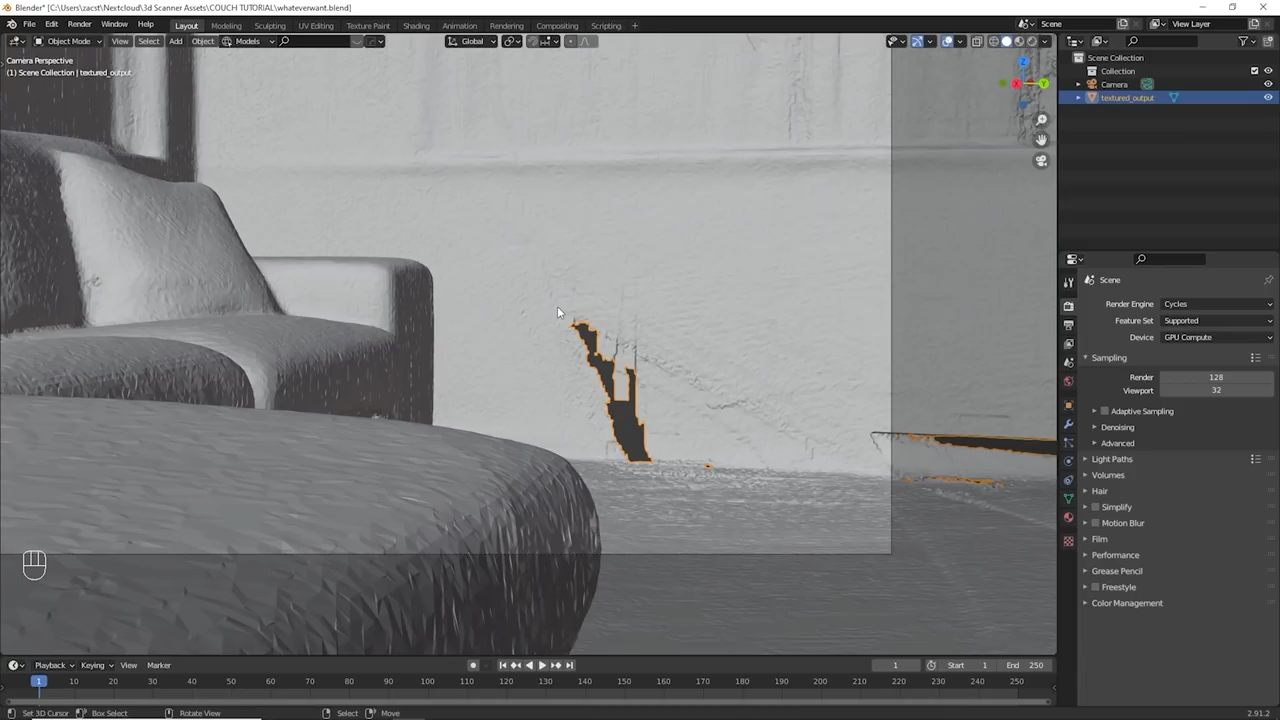 Blender* [C:\Users\zacst\Nextcloud\3d Scanner Assets\COUCH TUTORIAL\whateverwant.blend]
File Edit Render Window Help Layout Modeling Sculpting UV Editing Texture Paint Shading Animation Rendering Compositing Scripting + Scene View Layer
Object Mode View Select Add Object Models Global
Camera Perspective
(1) Scene Collection | textured_output
Z
X
Y
Scene Collection
Collection
Camera
textured_output
Scene
Render Engine Cycles
Feature Set Supported
Device GPU Compute
Sampling
Render 128
Viewport 32
Adaptive Sampling
Denoising
Advanced
Light Paths
Volumes
Hair
Simplify
Motion Blur
Film
Performance
Grease Pencil
Freestyle
Color Management
Playback Keying View Marker 1 Start 1 End 250
1 10 20 30 40 50 60 70 80 90 100 110 120 130 140 150 160 170 180 190 200 210 220 230 240 250
Set 3D Cursor Box Select Rotate View Select Move 2.91.2